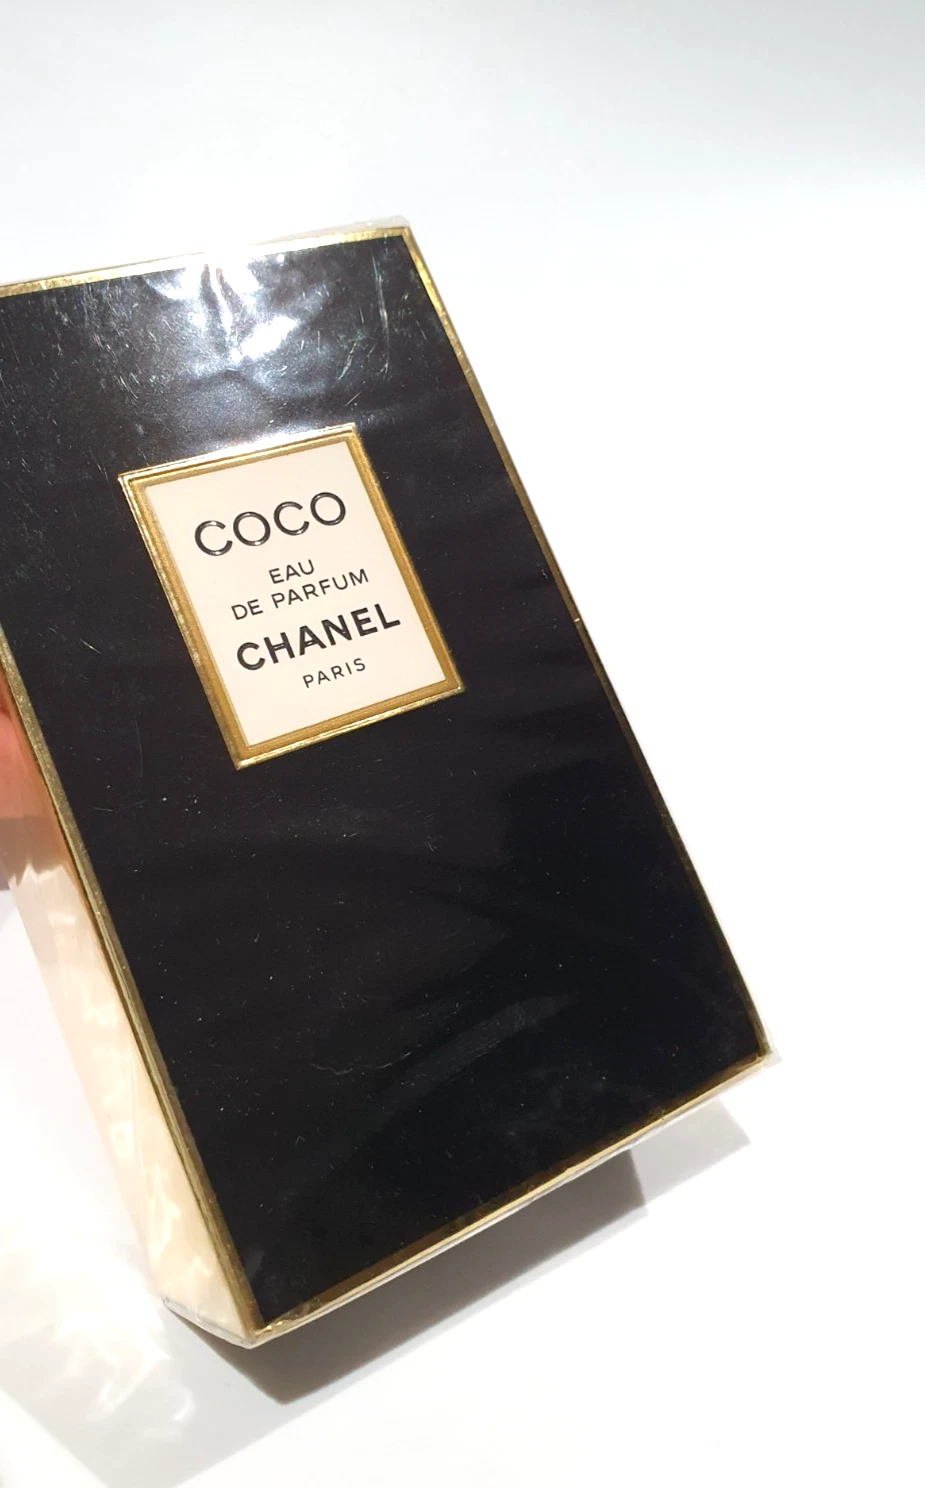 COCO
EAU
DE PARFUM
CHANEL
PARIS